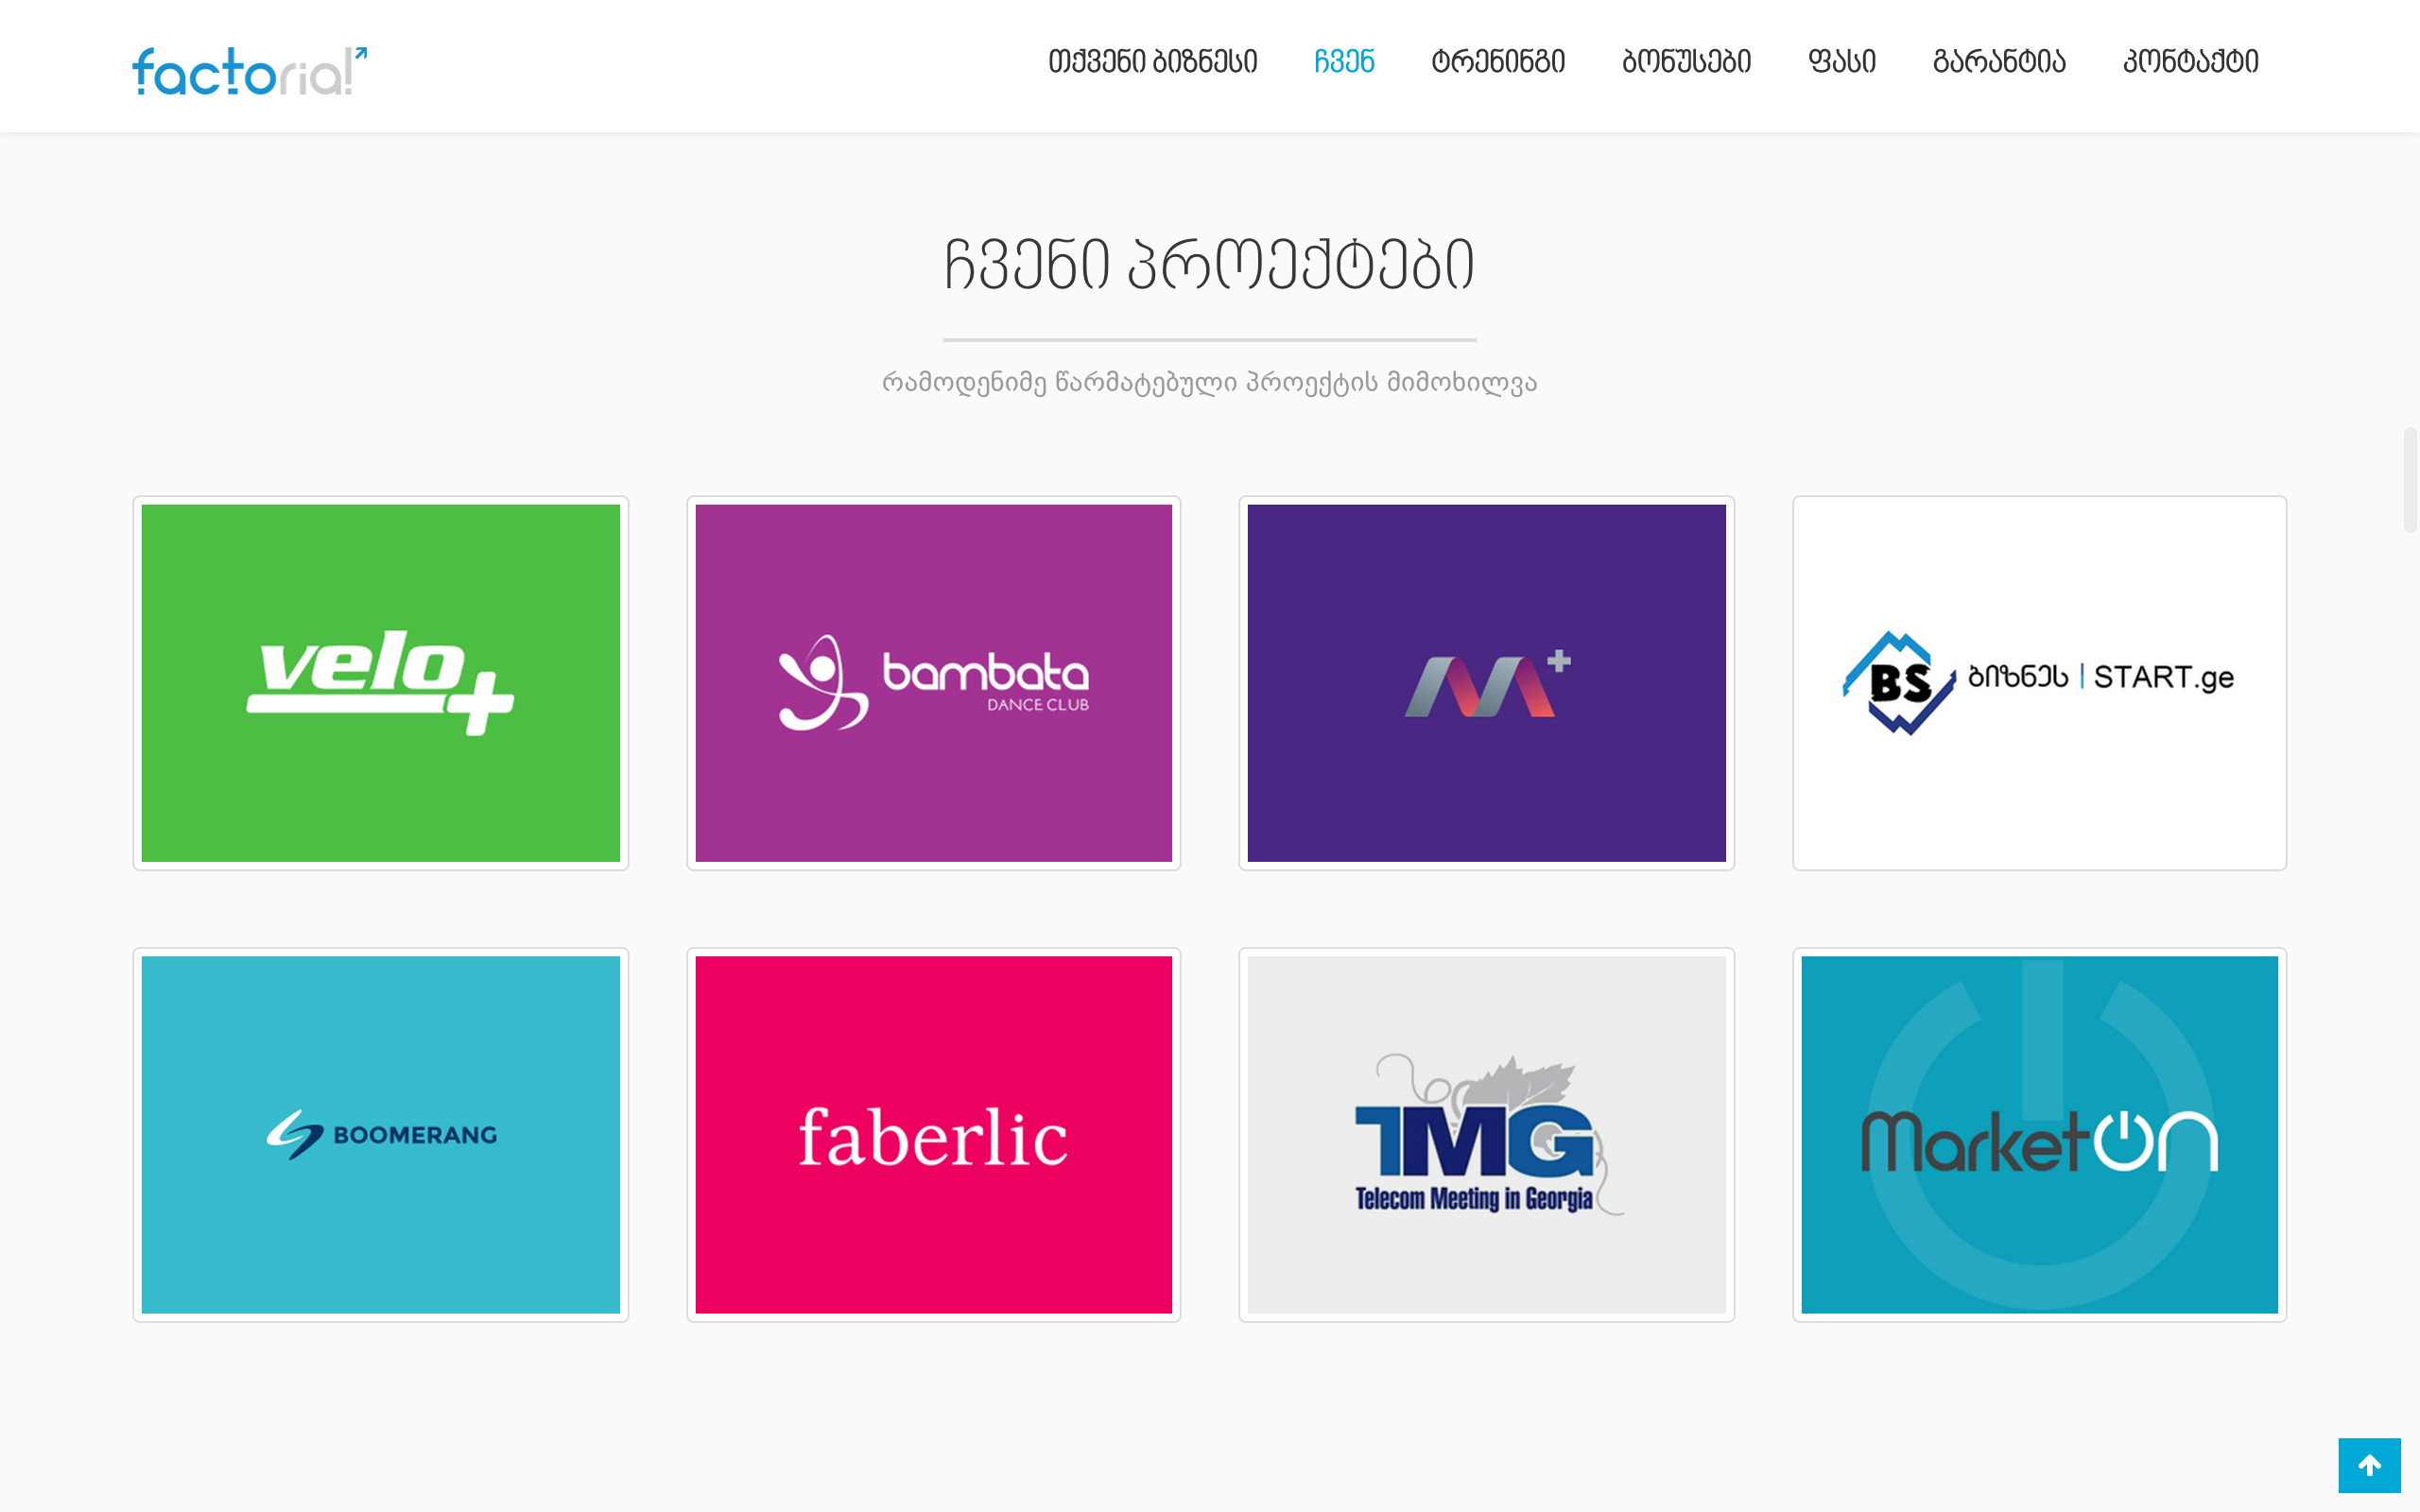 factorial
თქვენი ბიზნესი ჩვენ ტრენინგი ბონუსები ფასი გარანტია კონტაქტი
ჩვენი პროექტები
რამოდენიმე წარმატებული პროექტის მიმოხილვა
velo+
bambata
DANCE CLUB
M+
BS ბიზნეს | START.ge
BOOMERANG
faberlic
TMG
Telecom Meeting in Georgia
Marketon